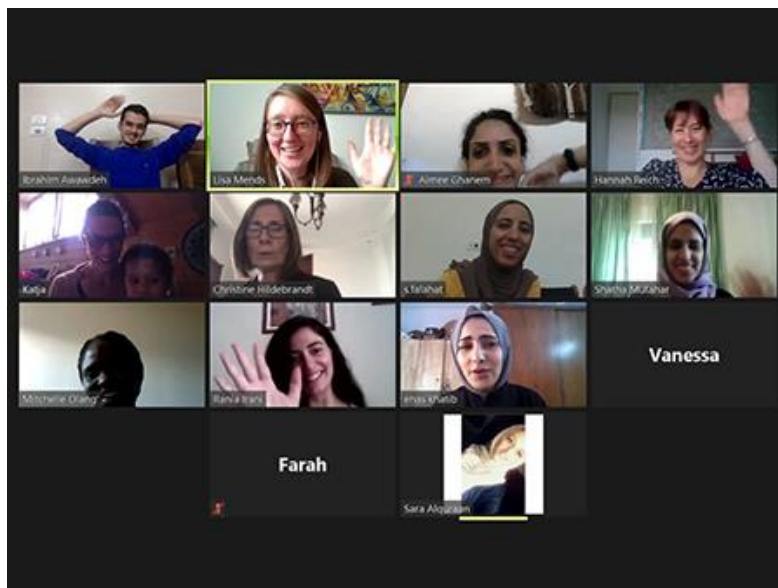 Ibrahim Awawdeh
Lisa Mends
Aimee Ghanem
Hannah Reich
Katja
Christine Hildebrandt
s.falahat
Shatha Mutahar
Mitchelle Olang'
Rania Irani
enas khatib
Vanessa
Farah
Sara Alquraan